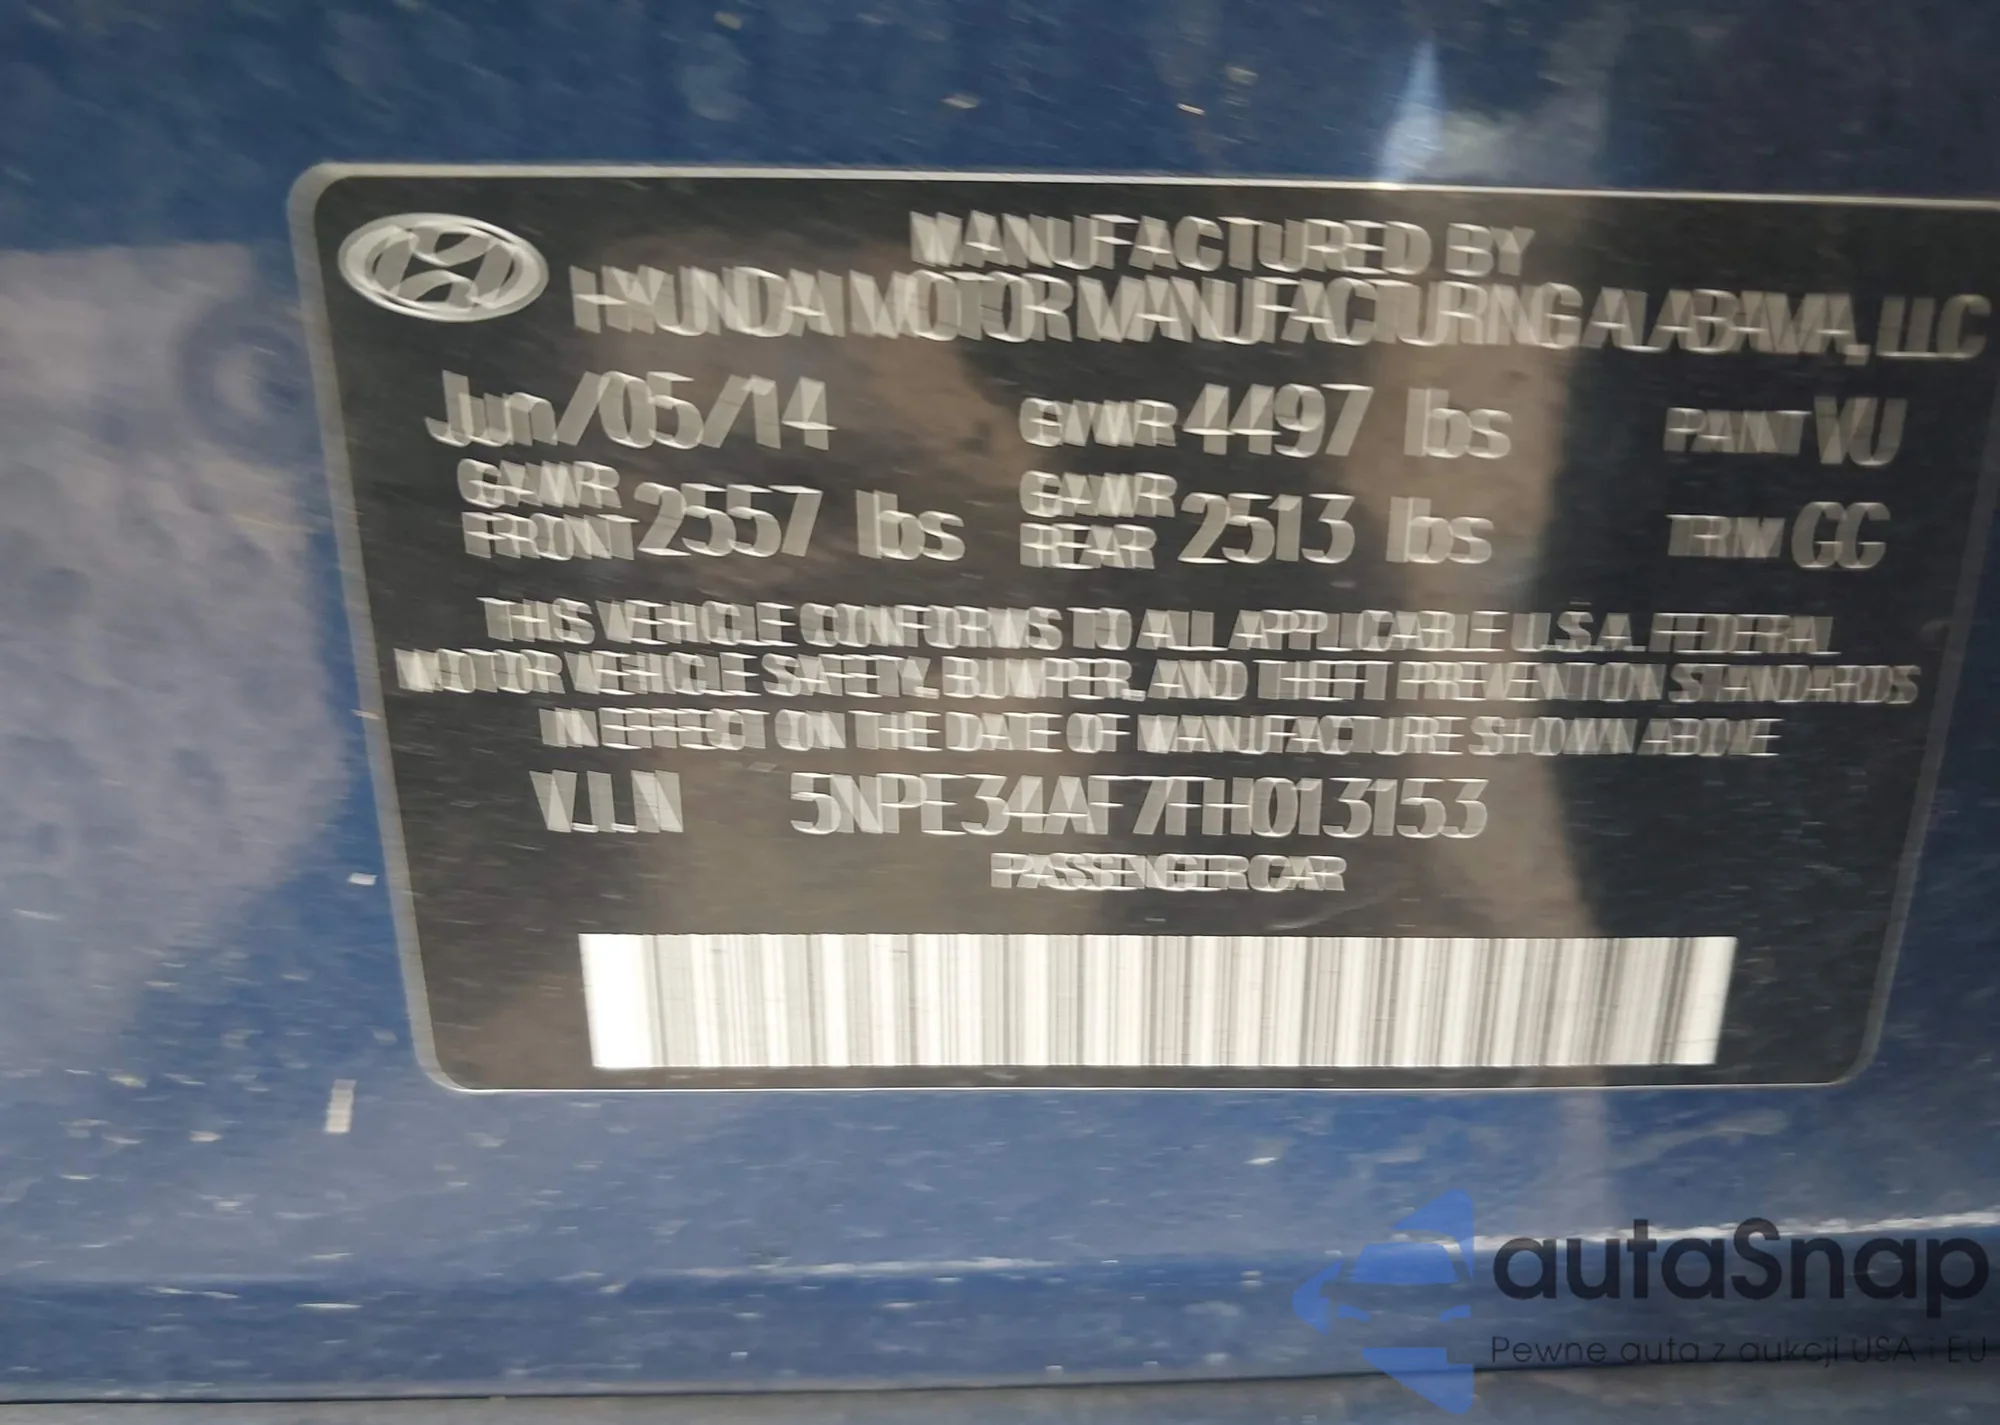 MANUFACTURED BY
HYUNDAI MOTOR MANUFACTURING ALABAMA, LLC
Jun/05/14 GVWR 4497 lbs PAINT VU
GAWR FRONT 2557 lbs GAWR REAR 2513 lbs TRIM GG
THIS VEHICLE CONFORMS TO ALL APPLICABLE U.S.A. FEDERAL
MOTOR VEHICLE SAFETY, BUMPER, AND THEFT PREVENTION STANDARDS
IN EFFECT ON THE DATE OF MANUFACTURE SHOWN ABOVE
V.I.N 5NPE34AF7FH013153
PASSENGER CAR
autaSnap
Pewne auta z aukcji USA i EU